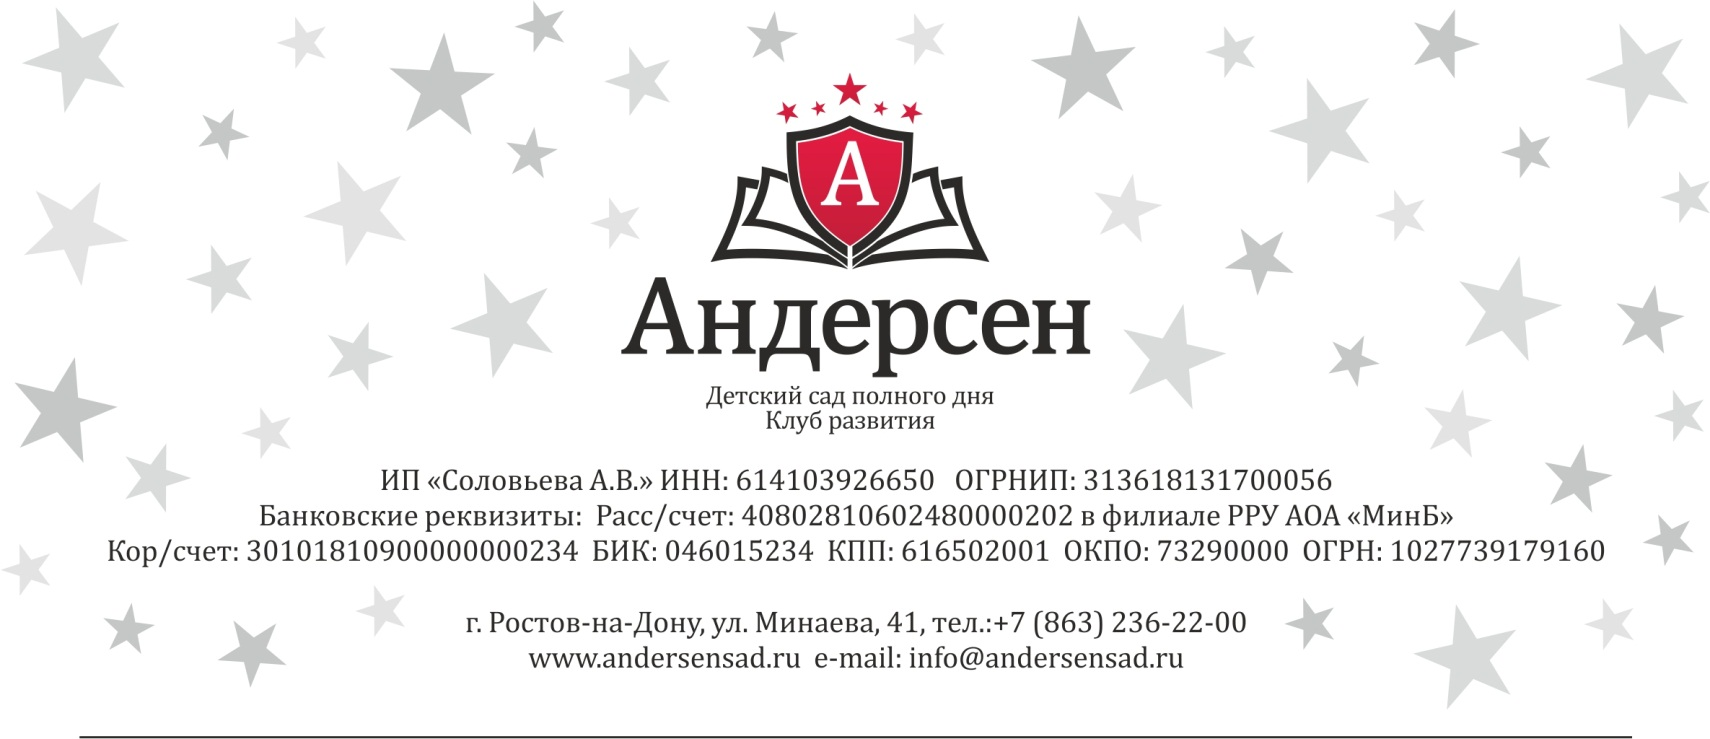 А
Андерсен
Детский сад полного дня
Клуб развития
ИП «Соловьева А.В.» ИНН: 614103926650 ОГРНИП: 313618131700056
Банковские реквизиты: Расс/счет: 40802810602480000202 в филиале РРУ АОА «МинБ»
Кор/счет: 30101810900000000234 БИК: 046015234 КПП: 616502001 ОКПО: 73290000 ОГРН: 1027739179160
г. Ростов-на-Дону, ул. Минаева, 41, тел.:+7 (863) 236-22-00
www.andersensad.ru e-mail: info@andersensad.ru